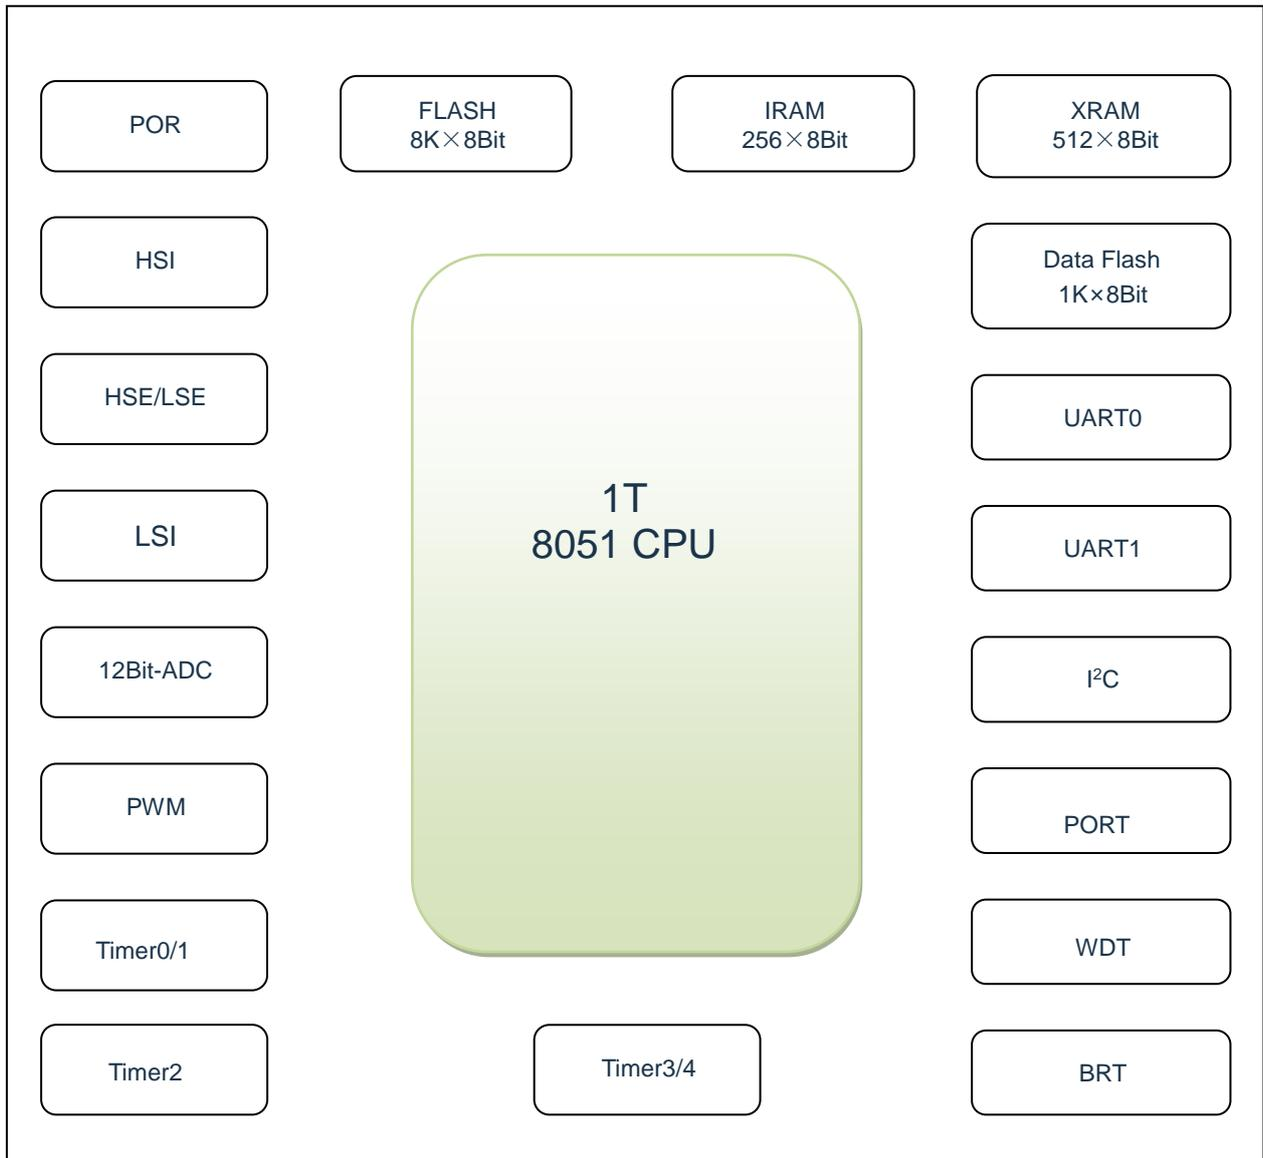 POR
FLASH
8K×8Bit
IRAM
256×8Bit
XRAM
512×8Bit
HSI
Data Flash
1K×8Bit
HSE/LSE
UART0
1T
8051 CPU
LSI
UART1
12Bit-ADC
I²C
PWM
PORT
Timer0/1
WDT
Timer2
Timer3/4
BRT